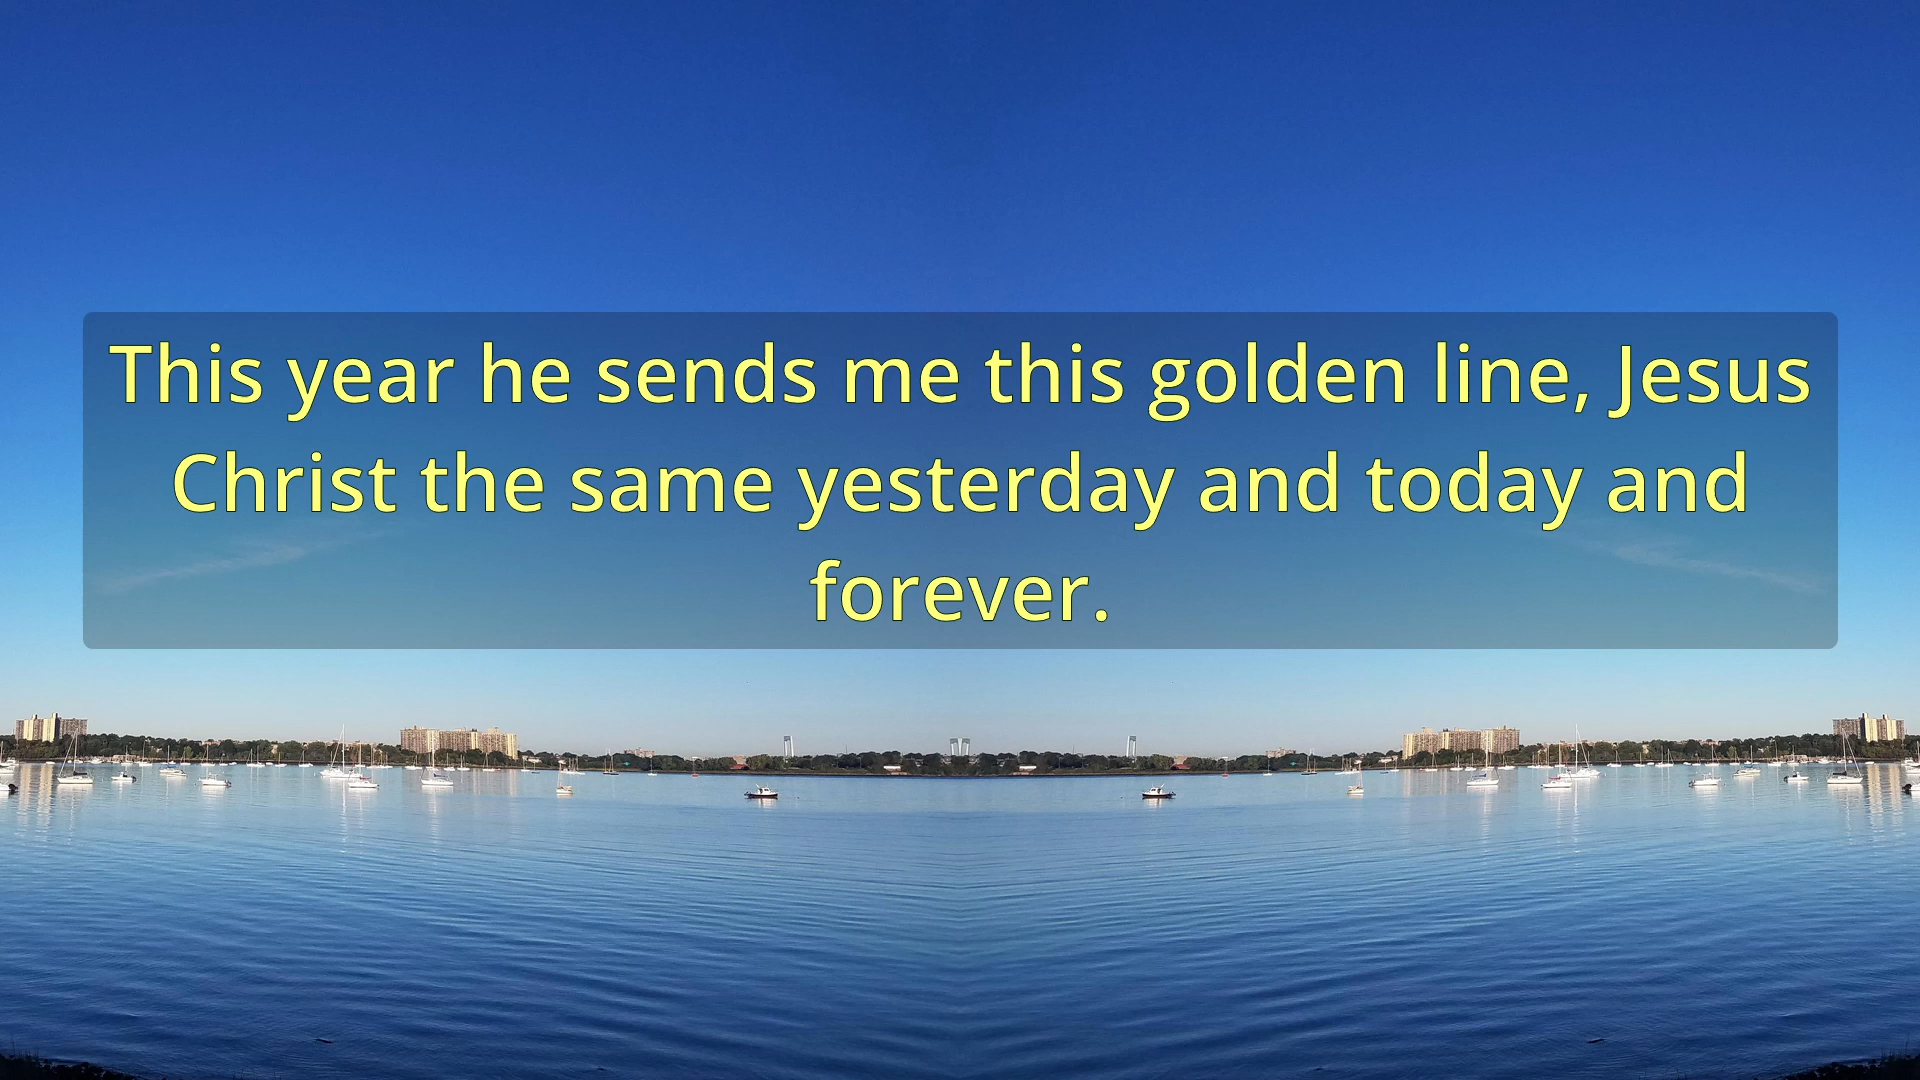 This year he sends me this golden line, Jesus
Christ the same yesterday and today and
forever.